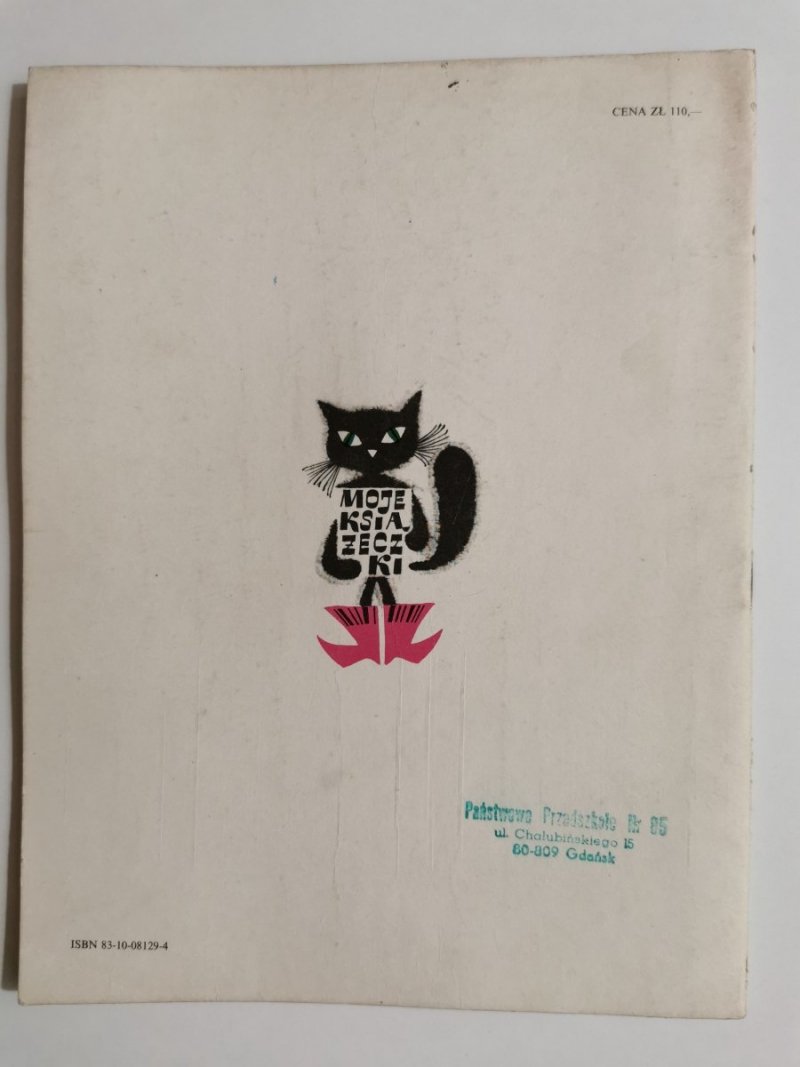 CENA ZŁ 110,—
MOJE
KSIĄ
ŻECZ
KI
Państwowe Przedszkole Nr 85
ul. Chałubińskiego 15
80-809 Gdańsk
ISBN 83-10-08129-4